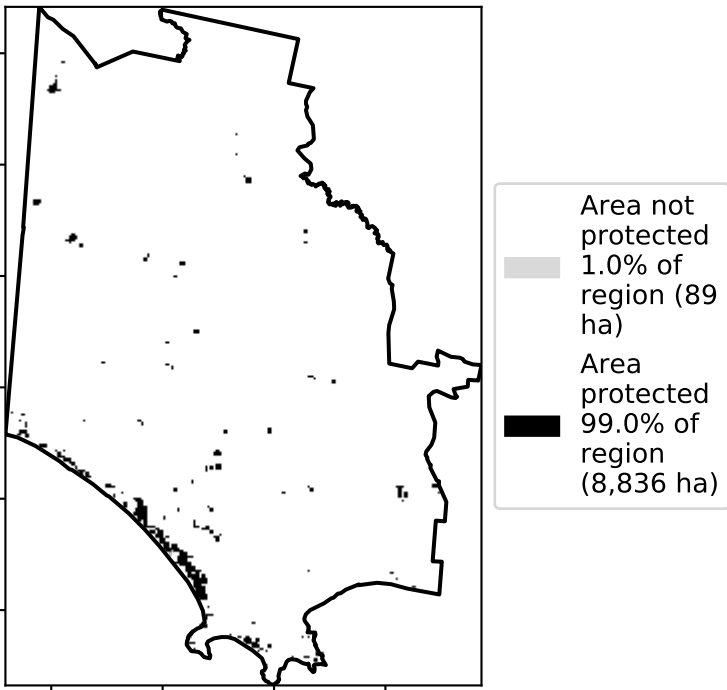 Area not
protected
1.0% of
region (89
ha)
Area
protected
99.0% of
region
(8,836 ha)